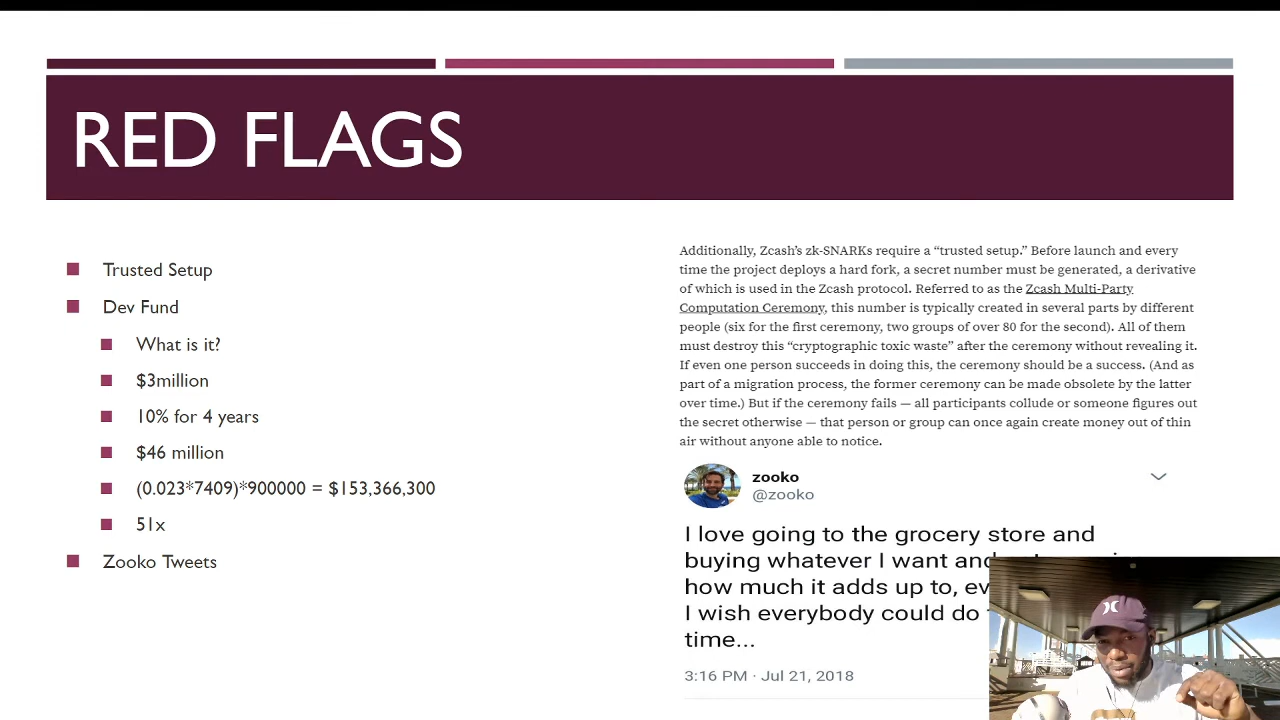 RED FLAGS
Trusted Setup
Dev Fund
What is it?
$3million
10% for 4 years
$46 million
(0.023*7409)*900000 = $153,366,300
51x
Zooko Tweets
Additionally, Zcash’s zk-SNARKs require a “trusted setup.” Before launch and every
time the project deploys a hard fork, a secret number must be generated, a derivative
of which is used in the Zcash protocol. Referred to as the Zcash Multi-Party
Computation Ceremony, this number is typically created in several parts by different
people (six for the first ceremony, two groups of over 80 for the second). All of them
must destroy this “cryptographic toxic waste” after the ceremony without revealing it.
If even one person succeeds in doing this, the ceremony should be a success. (And as
part of a migration process, the former ceremony can be made obsolete by the latter
over time.) But if the ceremony fails — all participants collude or someone figures out
the secret otherwise — that person or group can once again create money out of thin
air without anyone able to notice.
zooko
@zooko
I love going to the grocery store and
buying whatever I want and
how much it adds up to,
I wish everybody could do
time...
3:16 PM · Jul 21, 2018